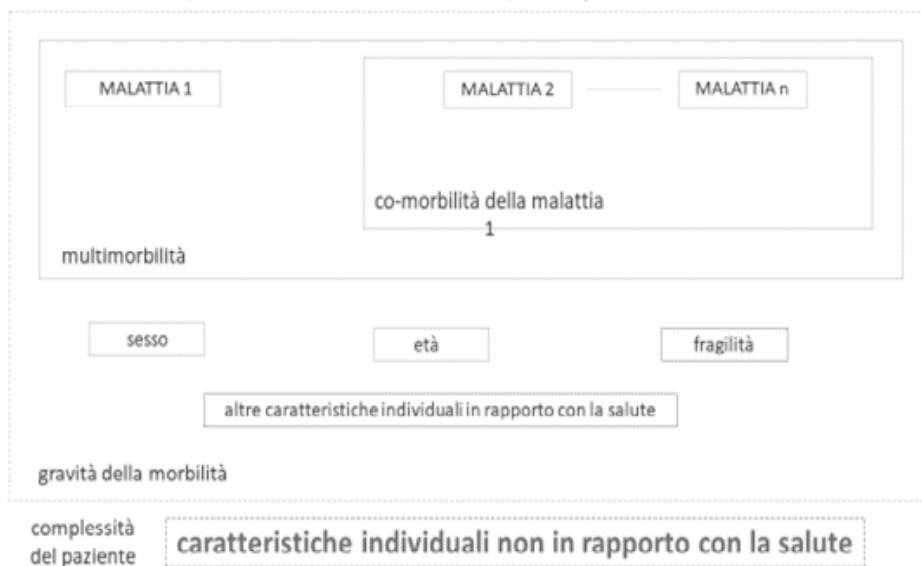 MALATTIA 1
MALATTIA 2
MALATTIA n
co-morbilità della malattia
1
multimorbilità
sesso
età
fragilità
altre caratteristiche individuali in rapporto con la salute
gravità della morbilità
complessità
del paziente
caratteristiche individuali non in rapporto con la salute